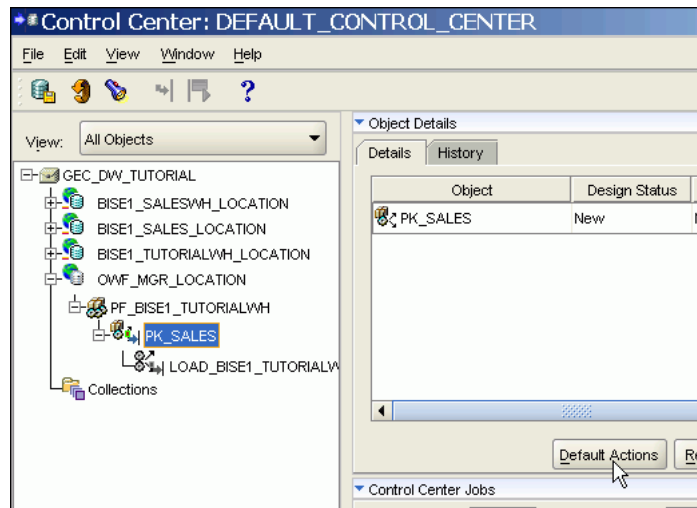 Control Center: DEFAULT_CONTROL_CENTER
File Edit View Window Help
?
View: All Objects
GEC_DW_TUTORIAL
BISE1_SALESWH_LOCATION
BISE1_SALES_LOCATION
BISE1_TUTORIALWH_LOCATION
OWF_MGR_LOCATION
PF_BISE1_TUTORIALWH
PK_SALES
LOAD_BISE1_TUTORIALW
Collections
Object Details
Details History
Object Design Status
PK_SALES New
Default Actions
Control Center Jobs